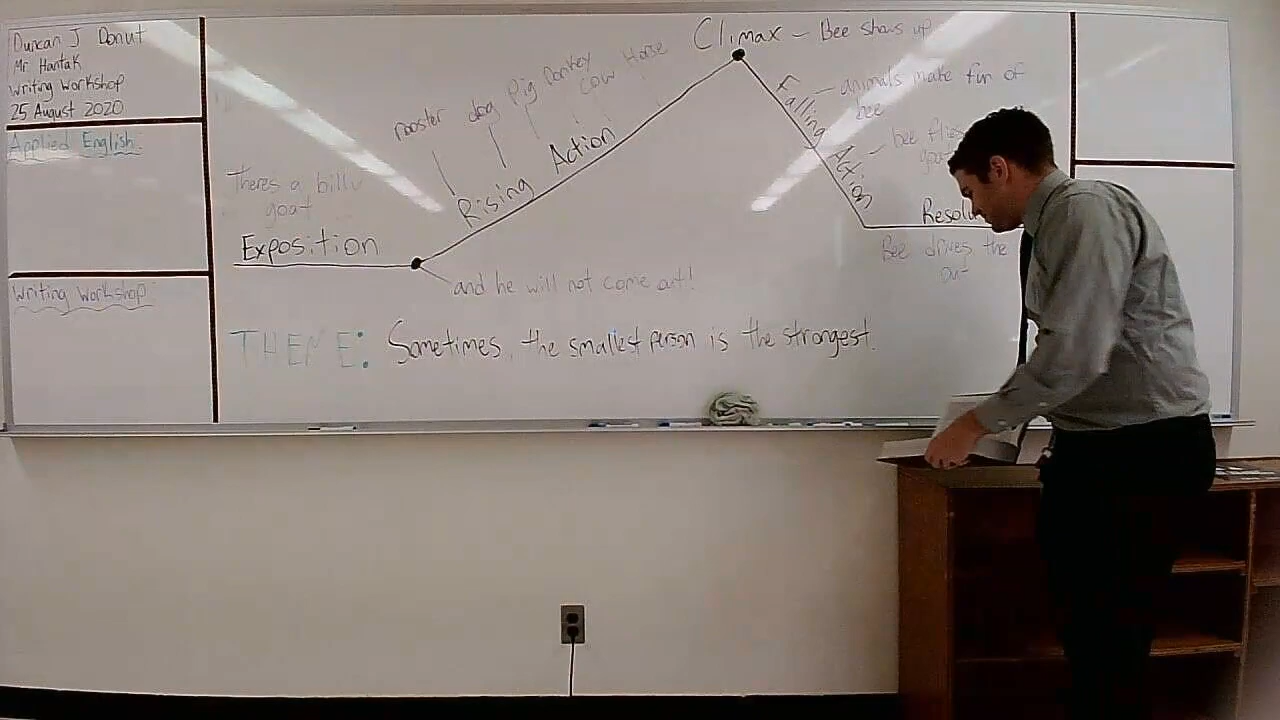 Duncan J Donut
Mr Hantak
Writing Workshop
25 August 2020
Applied English.
Writing Workshop
Theres a billy
goat
Exposition
and he will not come out!
rooster
dog
pig
Donkey
cow
Horse
Rising Action
Climax - Bee shows up
Falling Action
- animals make fun of
bee
- bee flies
Bee drives the
out
THEME: Sometimes, the smallest person is the strongest.